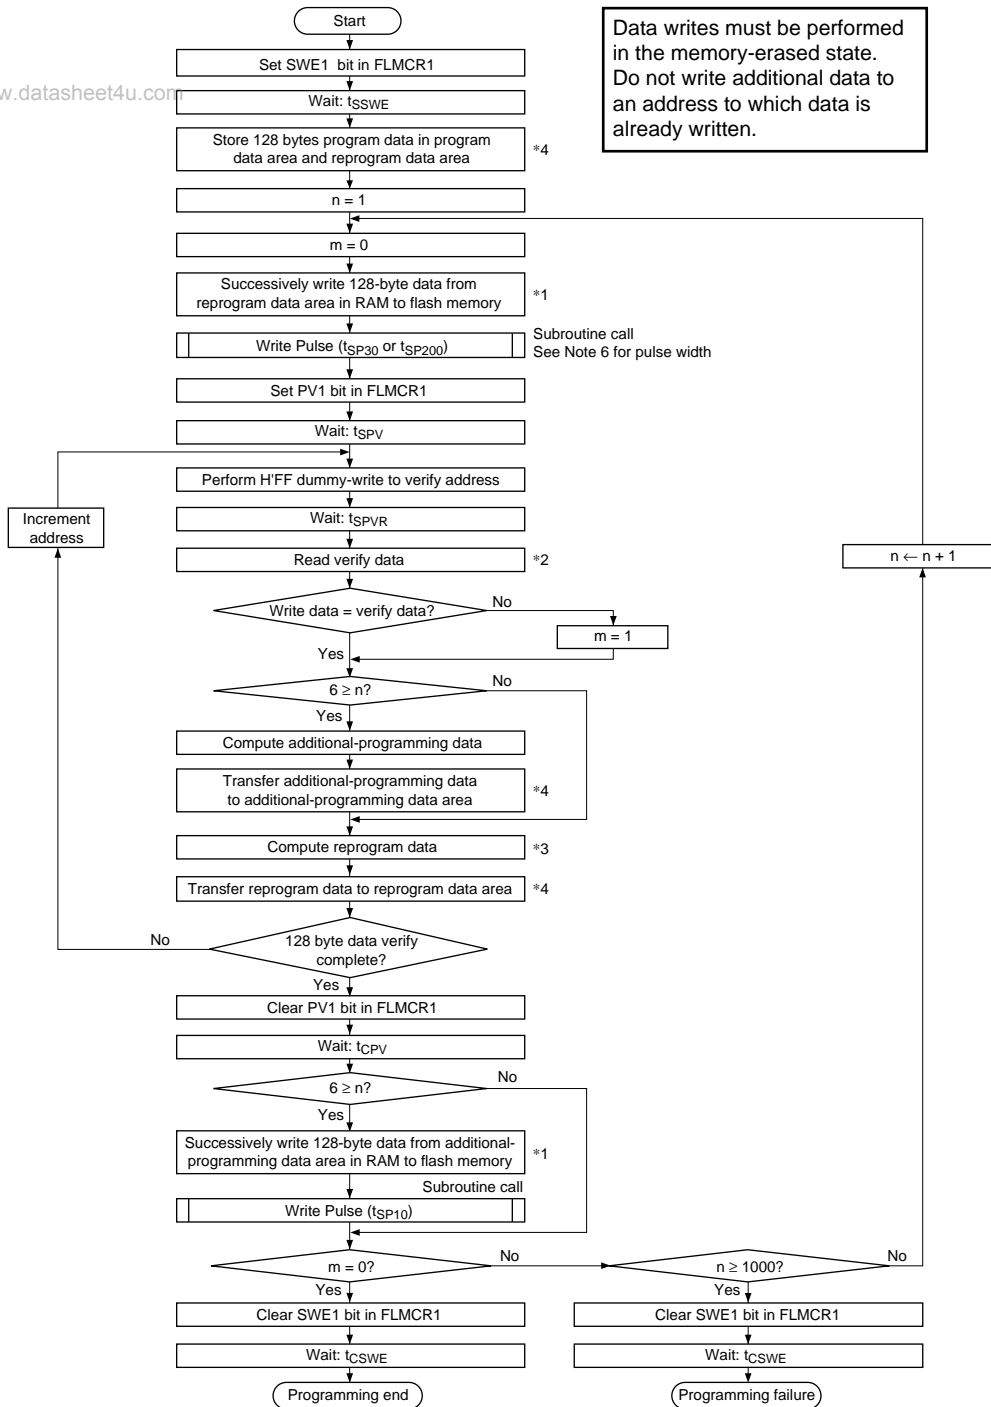 Start
Data writes must be performed
in the memory-erased state.
Do not write additional data to
an address to which data is
already written.
Set SWE1 bit in FLMCR1
w.datasheet4u.com
Wait: tSSWE
Store 128 bytes program data in program
data area and reprogram data area
*4
n = 1
m = 0
Successively write 128-byte data from
reprogram data area in RAM to flash memory
*1
Write Pulse (tSP30 or tSP200)
Subroutine call
See Note 6 for pulse width
Set PV1 bit in FLMCR1
Wait: tSPV
Perform H'FF dummy-write to verify address
Increment
address
Wait: tSPVR
Read verify data
*2
n ← n + 1
Write data = verify data?
No
m = 1
Yes
6 ≥ n?
No
Yes
Compute additional-programming data
Transfer additional-programming data
to additional-programming data area
*4
Compute reprogram data
*3
Transfer reprogram data to reprogram data area
*4
No
128 byte data verify
complete?
Yes
Clear PV1 bit in FLMCR1
Wait: tCPV
6 ≥ n?
No
Yes
Successively write 128-byte data from additional-
programming data area in RAM to flash memory
*1
Subroutine call
Write Pulse (tSP10)
m = 0?
No
n ≥ 1000?
No
Yes
Yes
Clear SWE1 bit in FLMCR1
Clear SWE1 bit in FLMCR1
Wait: tCSWE
Wait: tCSWE
Programming end
Programming failure